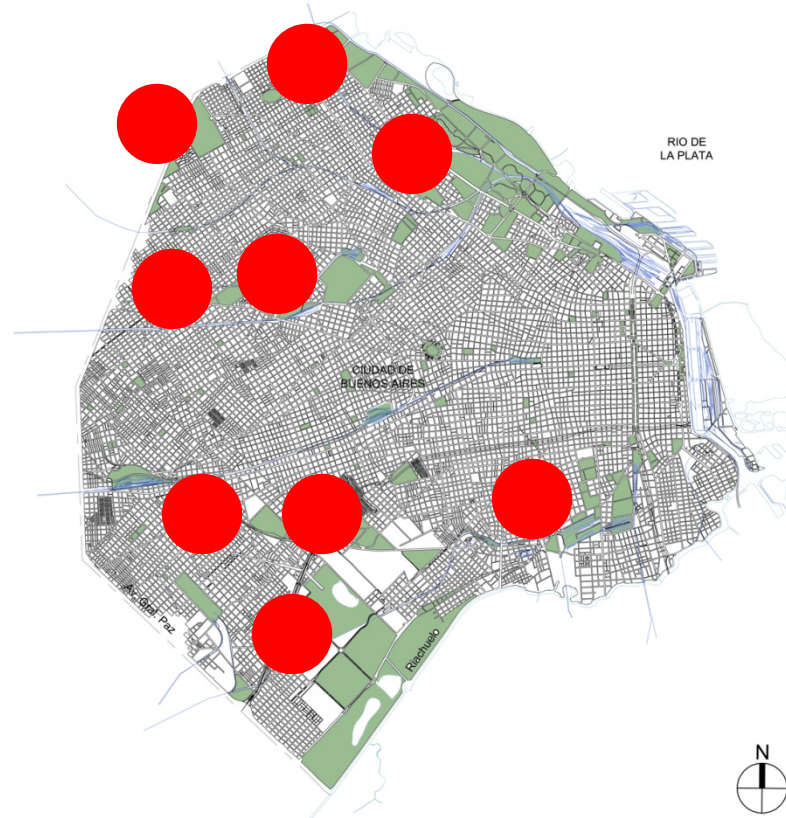 RIO DE
LA PLATA
CIUDAD DE
BUENOS AIRES
Av. Gral. Paz
Riachuelo
N